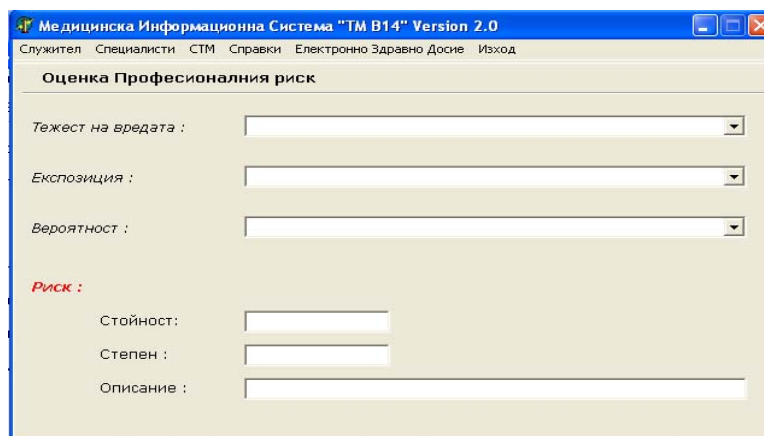 Медицинска Информационна Система "ТМ В14" Version 2.0
Служител Специалисти СТМ Справки Електронно Здравно Досие Изход
Оценка Професионалния риск
Тежест на вредата :
Експозиция :
Вероятност :
Риск :
Стойност:
Степен :
Описание :